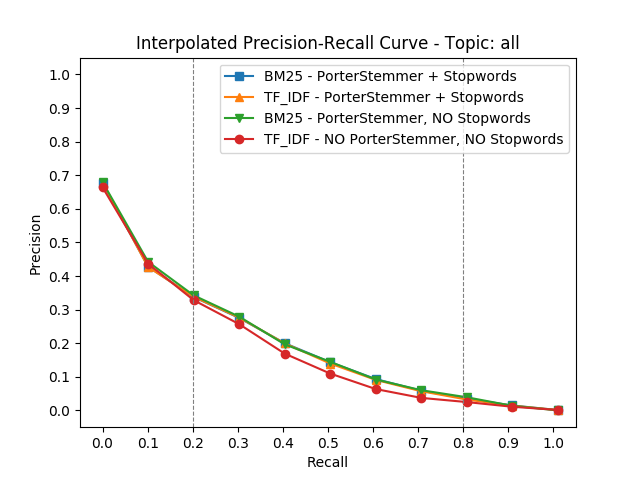 Interpolated Precision-Recall Curve - Topic: all
BM25 - PorterStemmer + Stopwords
TF_IDF - PorterStemmer + Stopwords
BM25 - PorterStemmer, NO Stopwords
TF_IDF - NO PorterStemmer, NO Stopwords
Precision
1.0
0.9
0.8
0.7
0.6
0.5
0.4
0.3
0.2
0.1
0.0
0.0 0.1 0.2 0.3 0.4 0.5 0.6 0.7 0.8 0.9 1.0
Recall